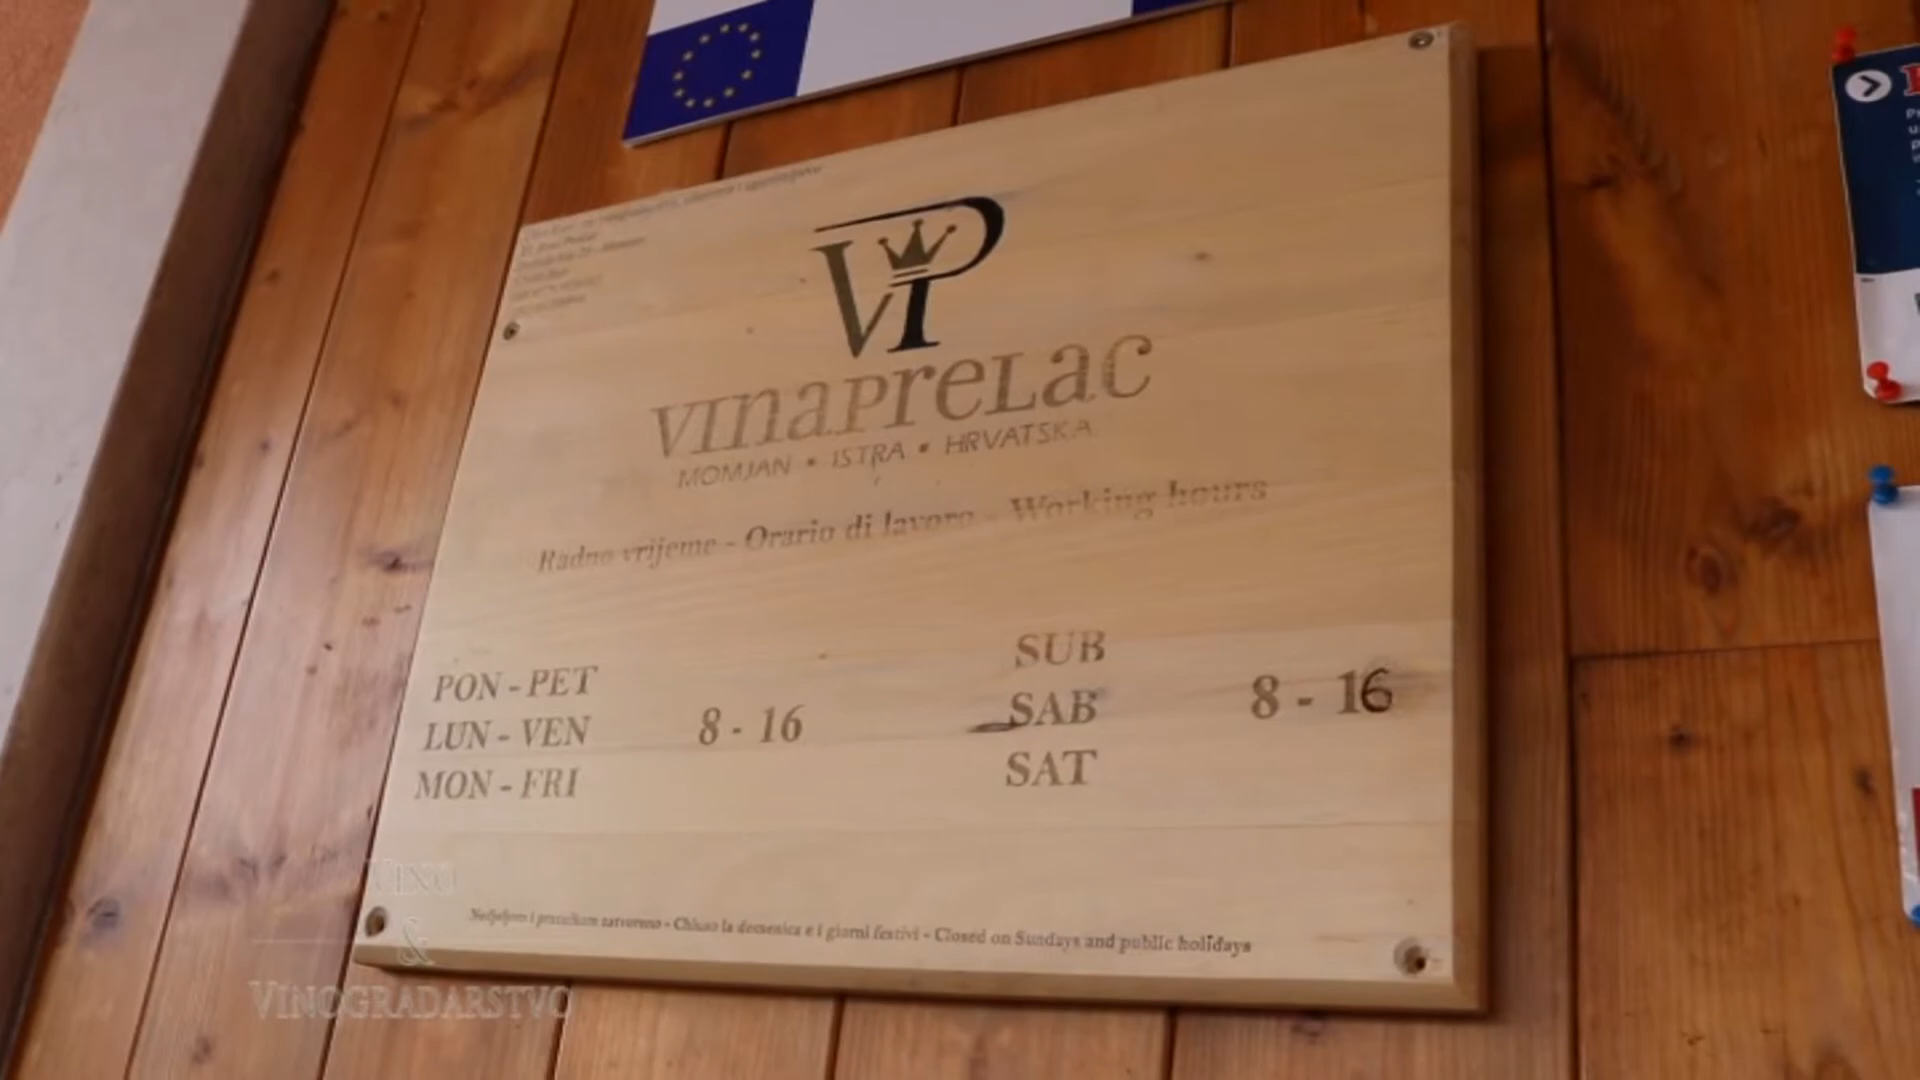 VP
VINAPRELAC
MOMJAN • ISTRA • HRVATSKA
Radno vrijeme - Orario di lavoro - Working hours
PON - PET
LUN - VEN 8 - 16
MON - FRI
SUB
SAB 8 - 16
SAT
Nedjeljom i praznikom zatvoreno - Chiuso la domenica e i giorni festivi - Closed on Sundays and public holidays
VINO
&
VINOGRADARSTVO